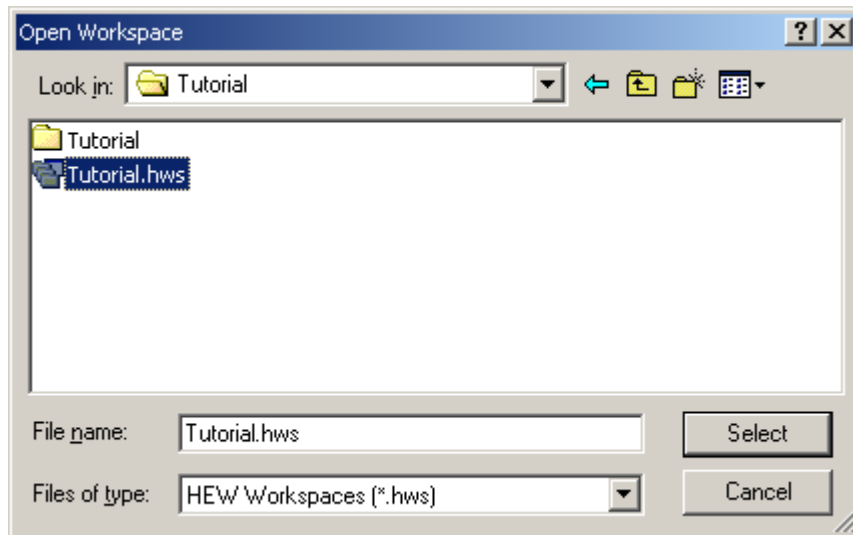 Open Workspace
Look in: Tutorial
Tutorial
Tutorial.hws
File name: Tutorial.hws Select
Files of type: HEW Workspaces (*.hws) Cancel